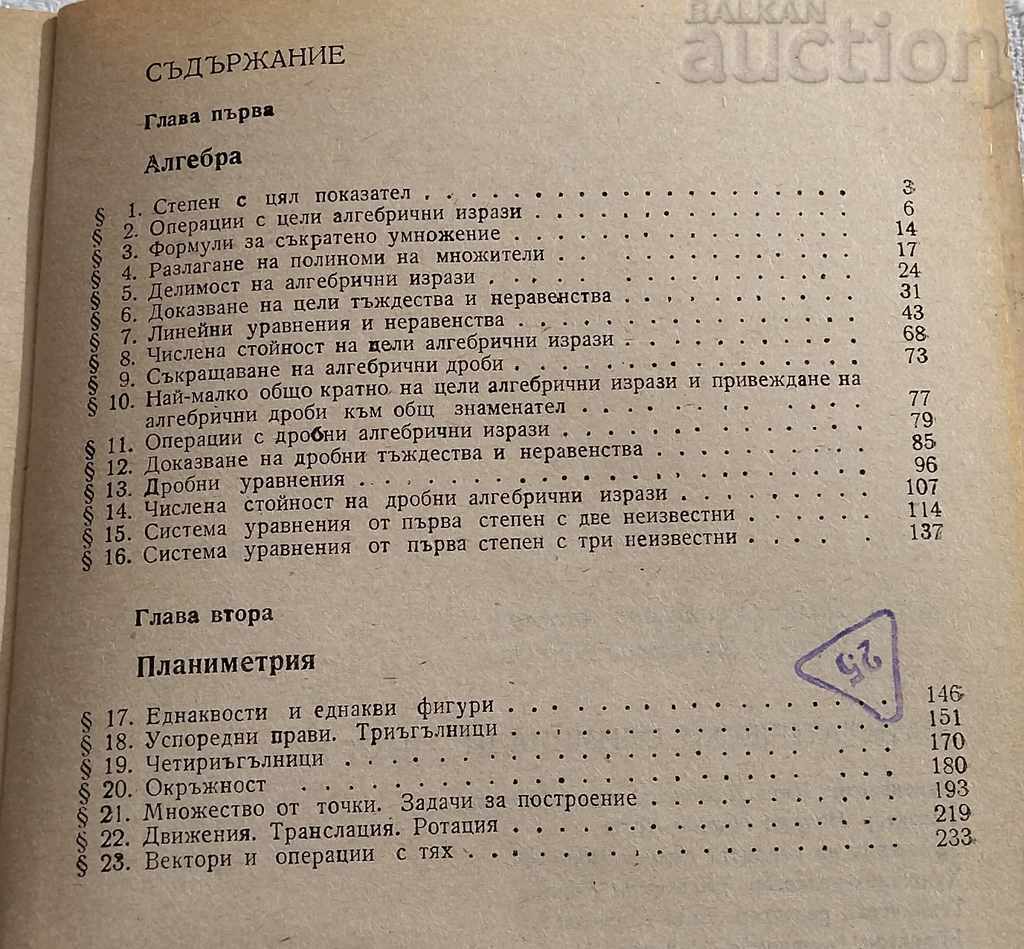 BALKAN
auction
СЪДЪРЖАНИЕ
Глава първа
Алгебра
§ 1. Степен с цял показател . . . . . . . . . . . . . . . . . . 3
§ 2. Операции с цели алгебрични изрази . . . . . . . . . . . . . 6
§ 3. Формули за съкратено умножение . . . . . . . . . . . . . . 14
§ 4. Разлагане на полиноми на множители . . . . . . . . . . . . 17
§ 5. Делимост на алгебрични изрази . . . . . . . . . . . . . . . 24
§ 6. Доказване на цели тъждества и неравенства . . . . . . . . . 31
§ 7. Линейни уравнения и неравенства . . . . . . . . . . . . . . 43
§ 8. Числена стойност на цели алгебрични изрази . . . . . . . . . 68
§ 9. Съкращаване на алгебрични дроби . . . . . . . . . . . . . . 73
§ 10. Най-малко общо кратно на цели алгебрични изрази и привеждане на
алгебрични дроби към общ знаменател . . . . . . . . . . . . 77
§ 11. Операции с дробни алгебрични изрази . . . . . . . . . . . . 79
§ 12. Доказване на дробни тъждества и неравенства . . . . . . . . 85
§ 13. Дробни уравнения . . . . . . . . . . . . . . . . . . . . 96
§ 14. Числена стойност на дробни алгебрични изрази . . . . . . . . 107
§ 15. Система уравнения от първа степен с две неизвестни . . . . . . 114
§ 16. Система уравнения от първа степен с три неизвестни . . . . . . 137
Глава втора
Планиметрия
25
§ 17. Еднаквости и еднакви фигури . . . . . . . . . . . . . . . 146
§ 18. Успоредни прави. Триъгълници . . . . . . . . . . . . . . . 151
§ 19. Четириъгълници . . . . . . . . . . . . . . . . . . . . . 170
§ 20. Окръжност . . . . . . . . . . . . . . . . . . . . . . . 180
§ 21. Множество от точки. Задачи за построение . . . . . . . . . . 193
§ 22. Движения. Транслация. Ротация . . . . . . . . . . . . . . . 219
§ 23. Вектори и операции с тях . . . . . . . . . . . . . . . . . 233